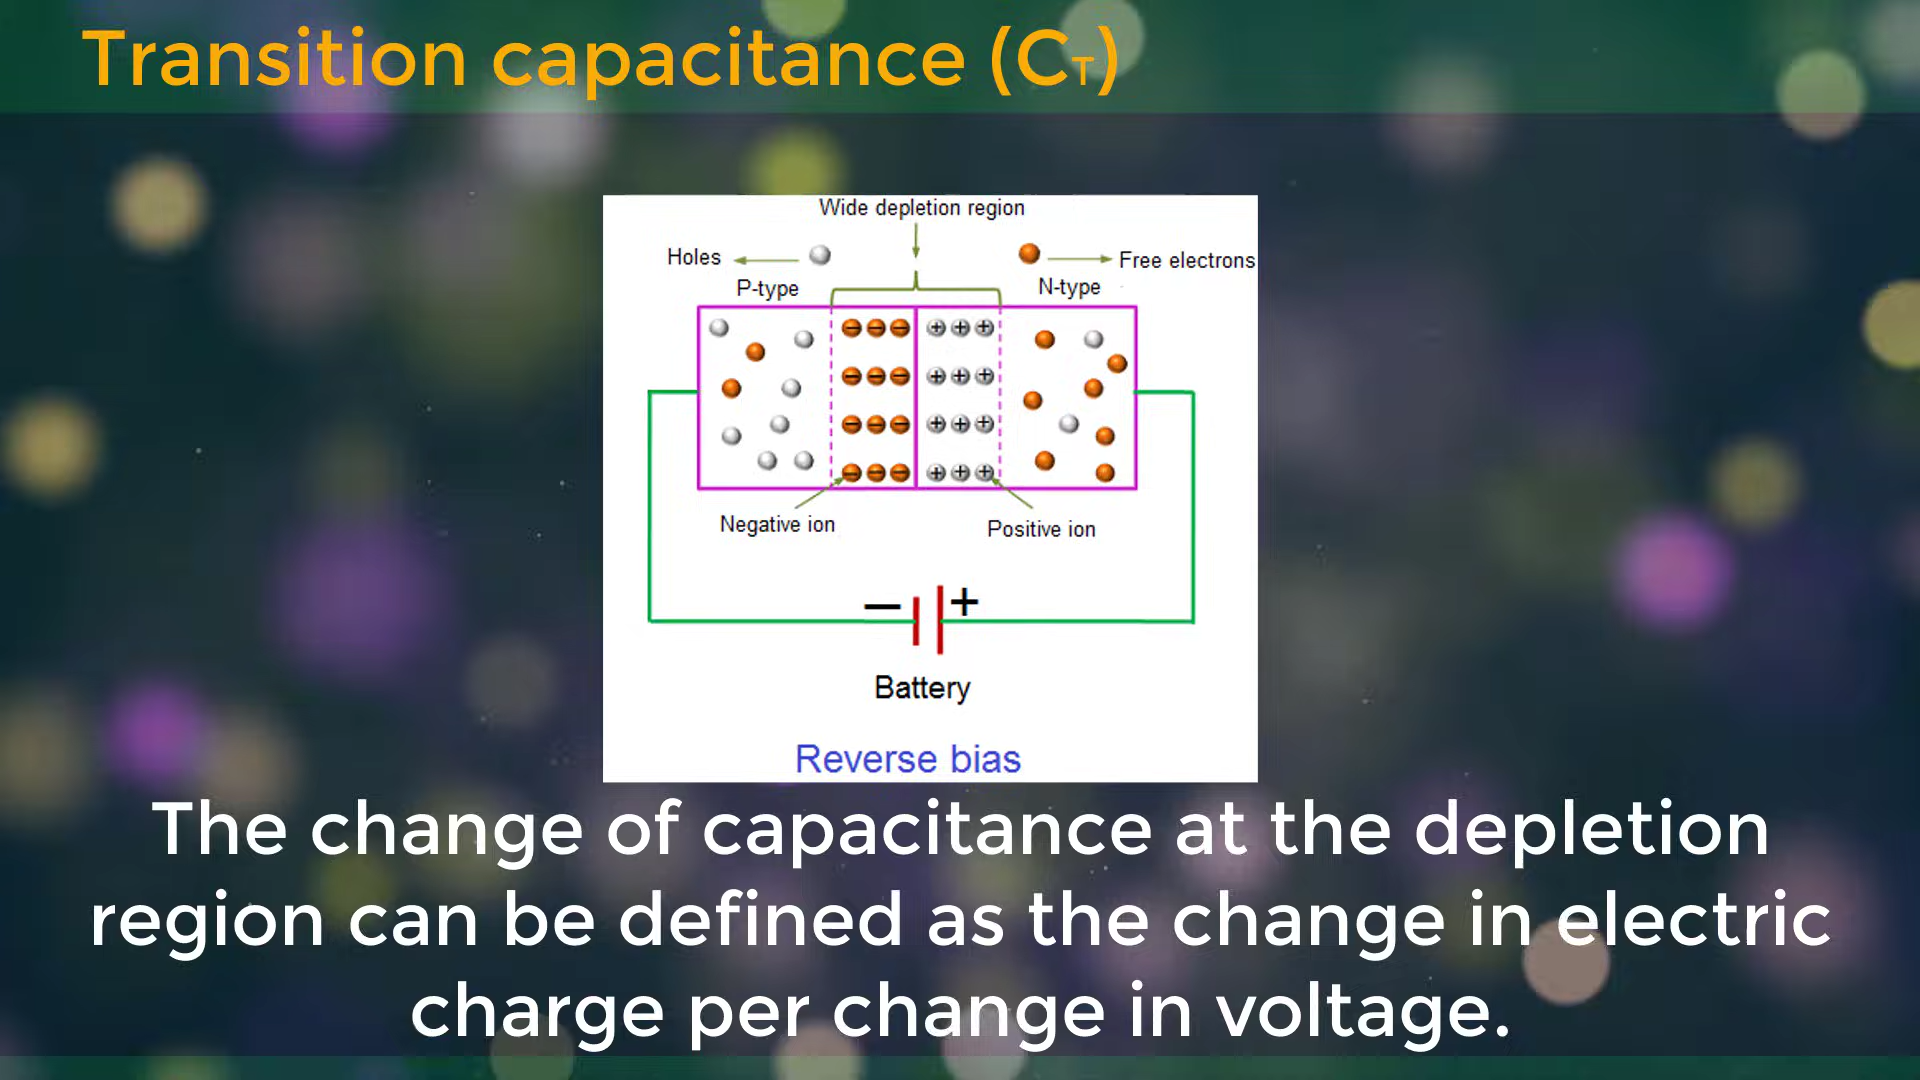 Transition capacitance (CT)
Wide depletion region
Holes
Free electrons
P-type
N-type
Negative ion
Positive ion
− +
Battery
Reverse bias
The change of capacitance at the depletion
region can be defined as the change in electric
charge per change in voltage.